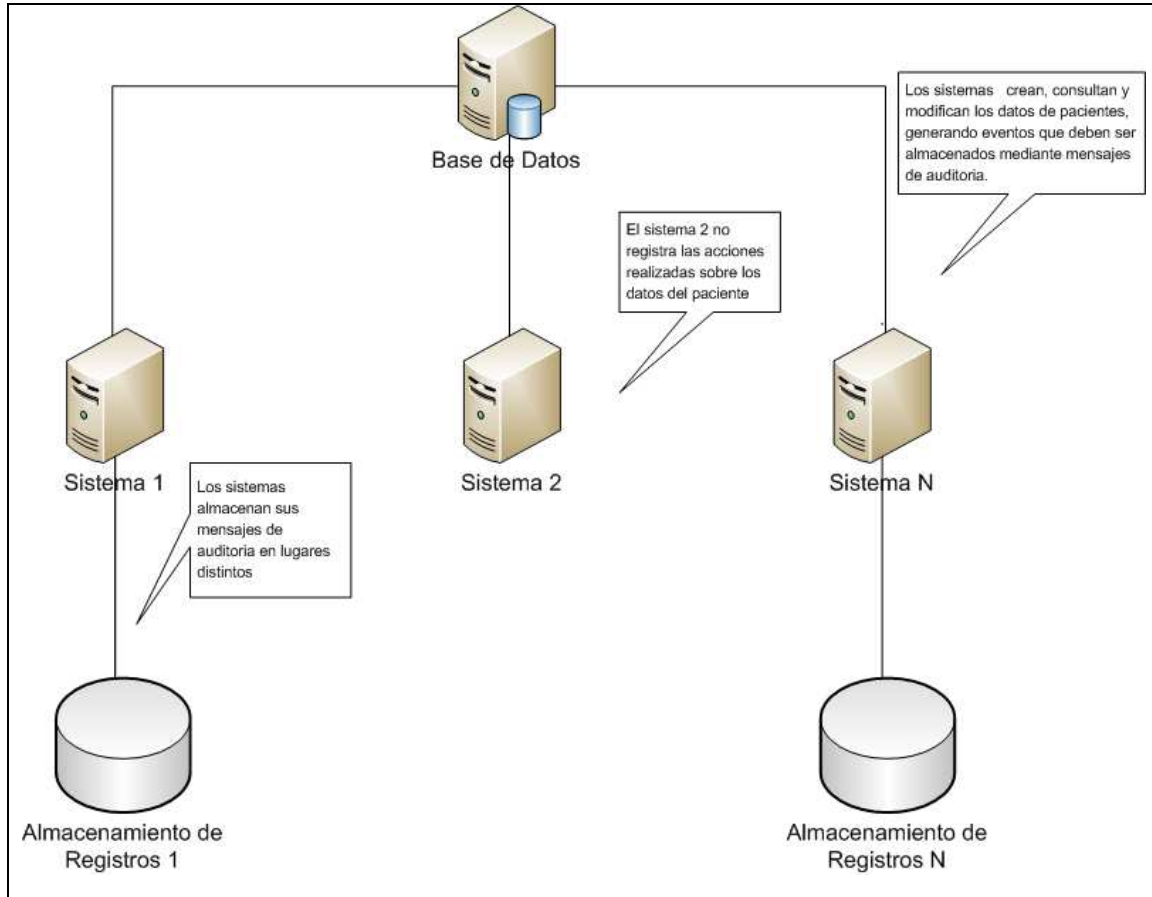 Base de Datos
Los sistemas crean, consultan y
modifican los datos de pacientes,
generando eventos que deben ser
almacenados mediante mensajes
de auditoria.
El sistema 2 no
registra las acciones
realizadas sobre los
datos del paciente
Sistema 1
Sistema 2
Sistema N
Los sistemas
almacenan sus
mensajes de
auditoria en lugares
distintos
Almacenamiento de
Registros 1
Almacenamiento de
Registros N